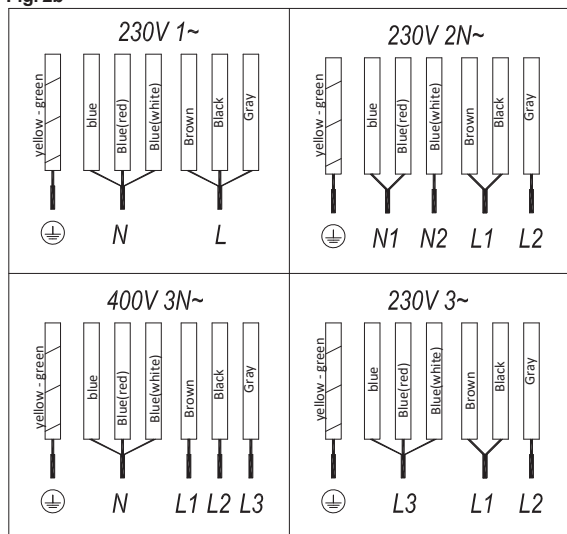 230V 1~
yellow - green
blue
Blue(red)
Blue(white)
Brown
Black
Gray
N
L
230V 2N~
yellow - green
blue
Blue(red)
Blue(white)
Brown
Black
Gray
N1 N2 L1 L2
400V 3N~
yellow - green
blue
Blue(red)
Blue(white)
Brown
Black
Gray
N L1 L2 L3
230V 3~
yellow - green
blue
Blue(red)
Blue(white)
Brown
Black
Gray
L3 L1 L2